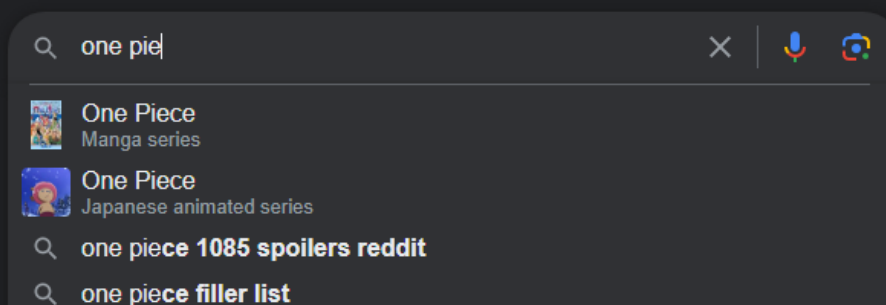 one pie
One Piece
Manga series
One Piece
Japanese animated series
one piece 1085 spoilers reddit
one piece filler list